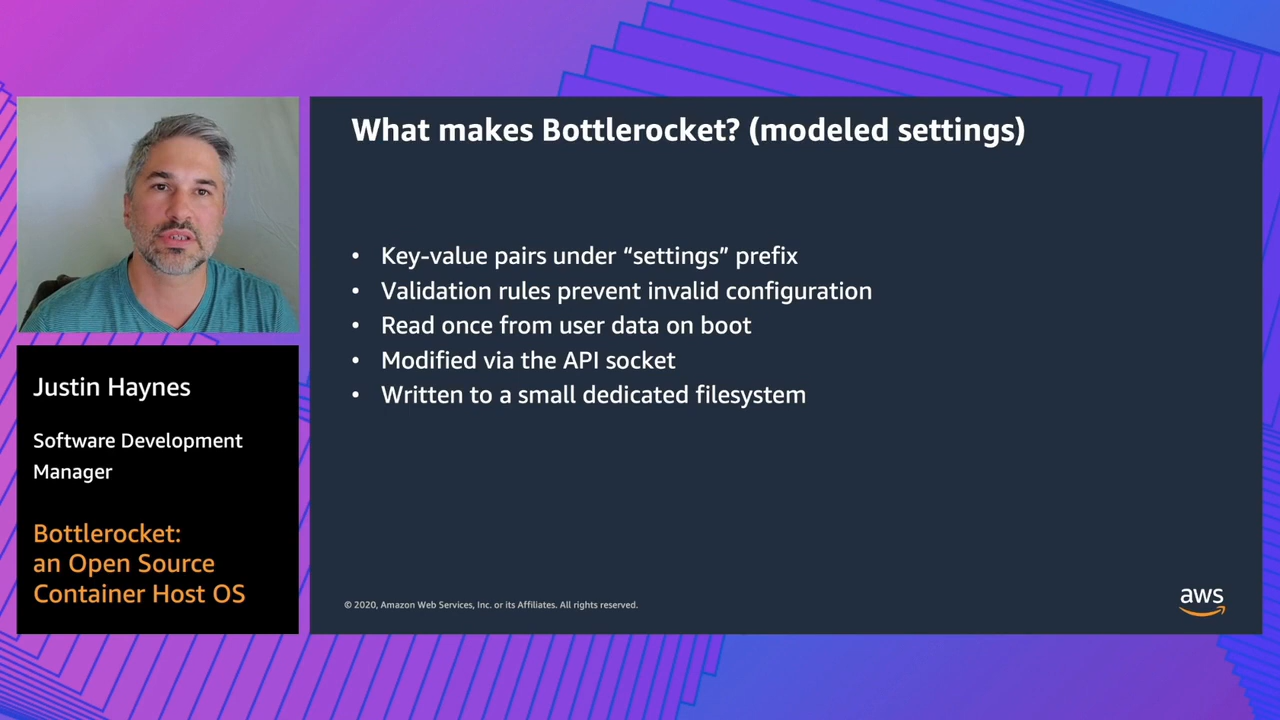 What makes Bottlerocket? (modeled settings)
• Key-value pairs under “settings” prefix
• Validation rules prevent invalid configuration
• Read once from user data on boot
• Modified via the API socket
• Written to a small dedicated filesystem
Justin Haynes
Software Development
Manager
Bottlerocket:
an Open Source
Container Host OS
© 2020, Amazon Web Services, Inc. or its Affiliates. All rights reserved.
aws